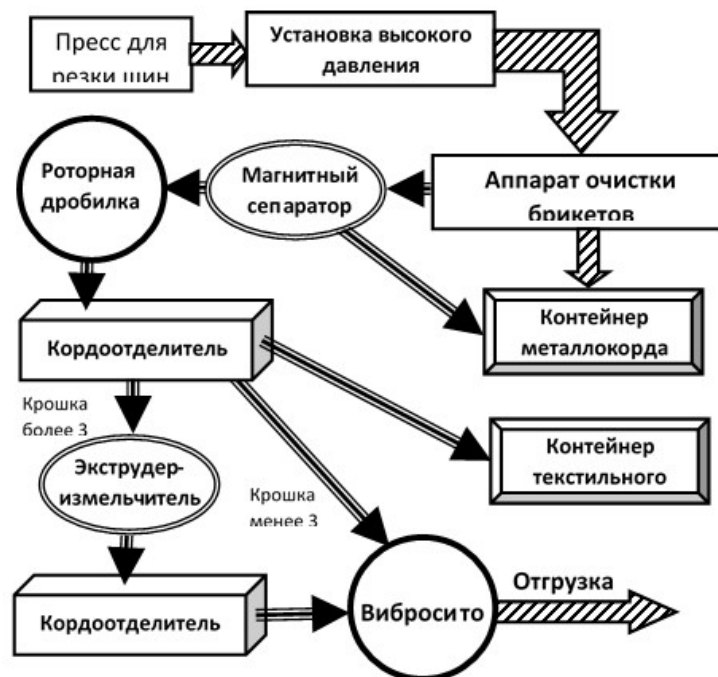 Пресс для
резки шин
Установка высокого
давления
Роторная
дробилка
Магнитный
сепаратор
Аппарат очистки
брикетов
Контейнер
металлокорда
Кордоотделитель
Крошка
более 3
Контейнер
текстильного
Экструдер-
измельчитель
Крошка
менее 3
Кордоотделитель
Вибросито
Отгрузка